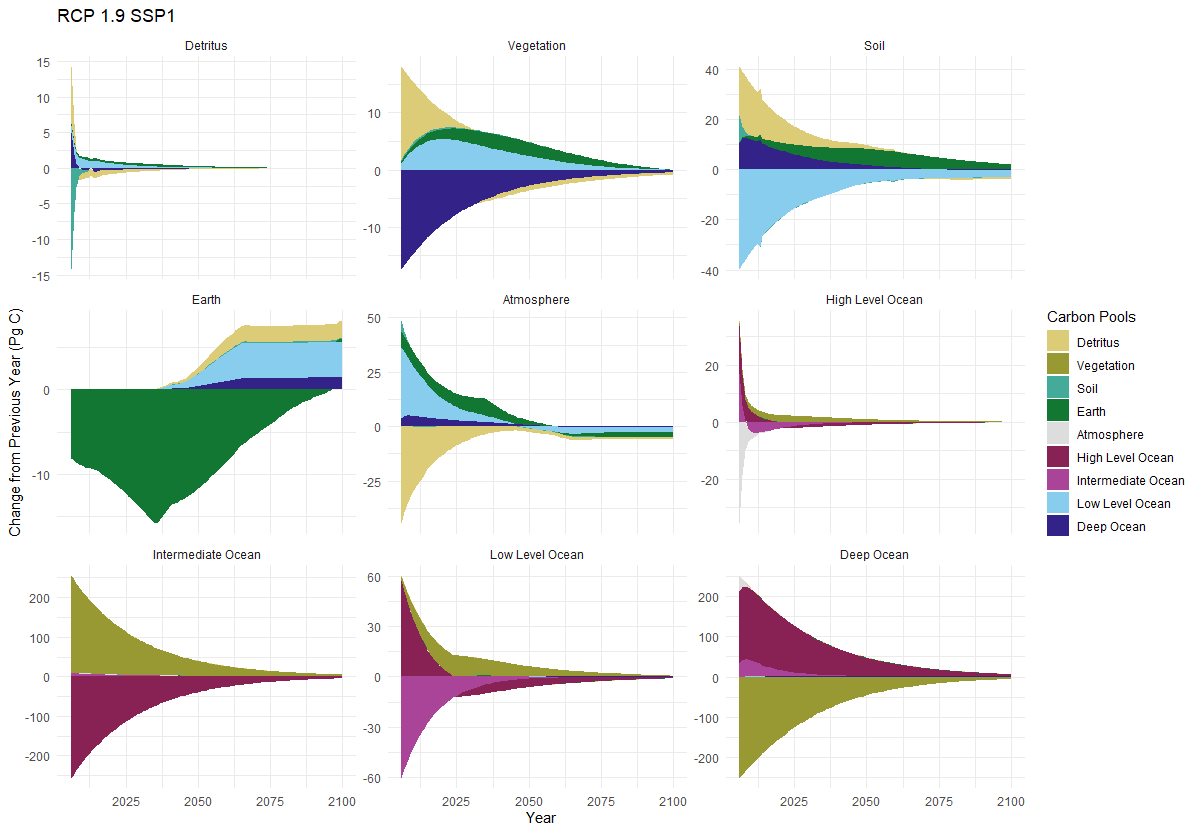 RCP 1.9 SSP1
Detritus
Vegetation
Soil
15
10
5
0
-5
-10
-15
10
0
-10
40
20
0
-20
-40
Earth
Atmosphere
High Level Ocean
Change from Previous Year (Pg C)
0
-10
50
25
0
-25
20
0
-20
Carbon Pools
Detritus
Vegetation
Soil
Earth
Atmosphere
High Level Ocean
Intermediate Ocean
Low Level Ocean
Deep Ocean
Intermediate Ocean
Low Level Ocean
Deep Ocean
200
100
0
-100
-200
60
30
0
-30
-60
200
100
0
-100
-200
2025 2050 2075 2100
2025 2050 2075 2100
2025 2050 2075 2100
Year